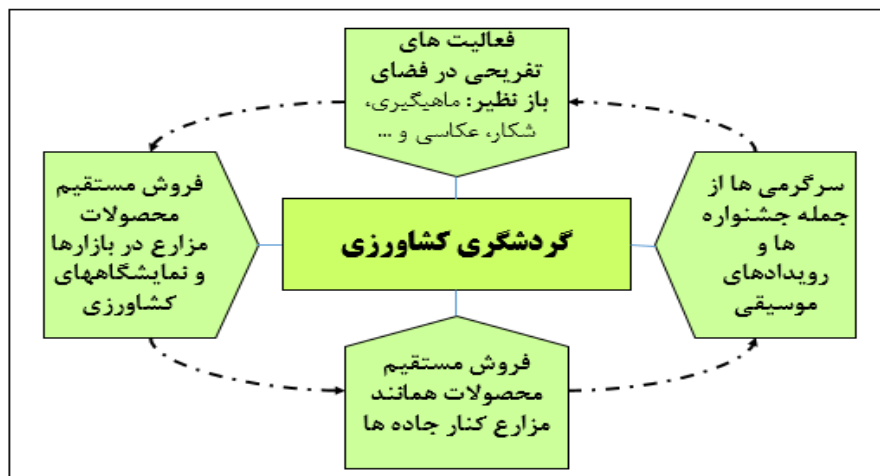 فعالیت های
تفریحی در فضای
باز نظیر: ماهیگیری،
شکار، عکاسی و ...
سرگرمی ها از
جمله جشنواره
ها و
رویدادهای
موسیقی
گردشگری کشاورزی
فروش مستقیم
محصولات
مزارع در بازارها
و نمایشگاههای
کشاورزی
فروش مستقیم
محصولات همانند
مزارع کنار جاده ها